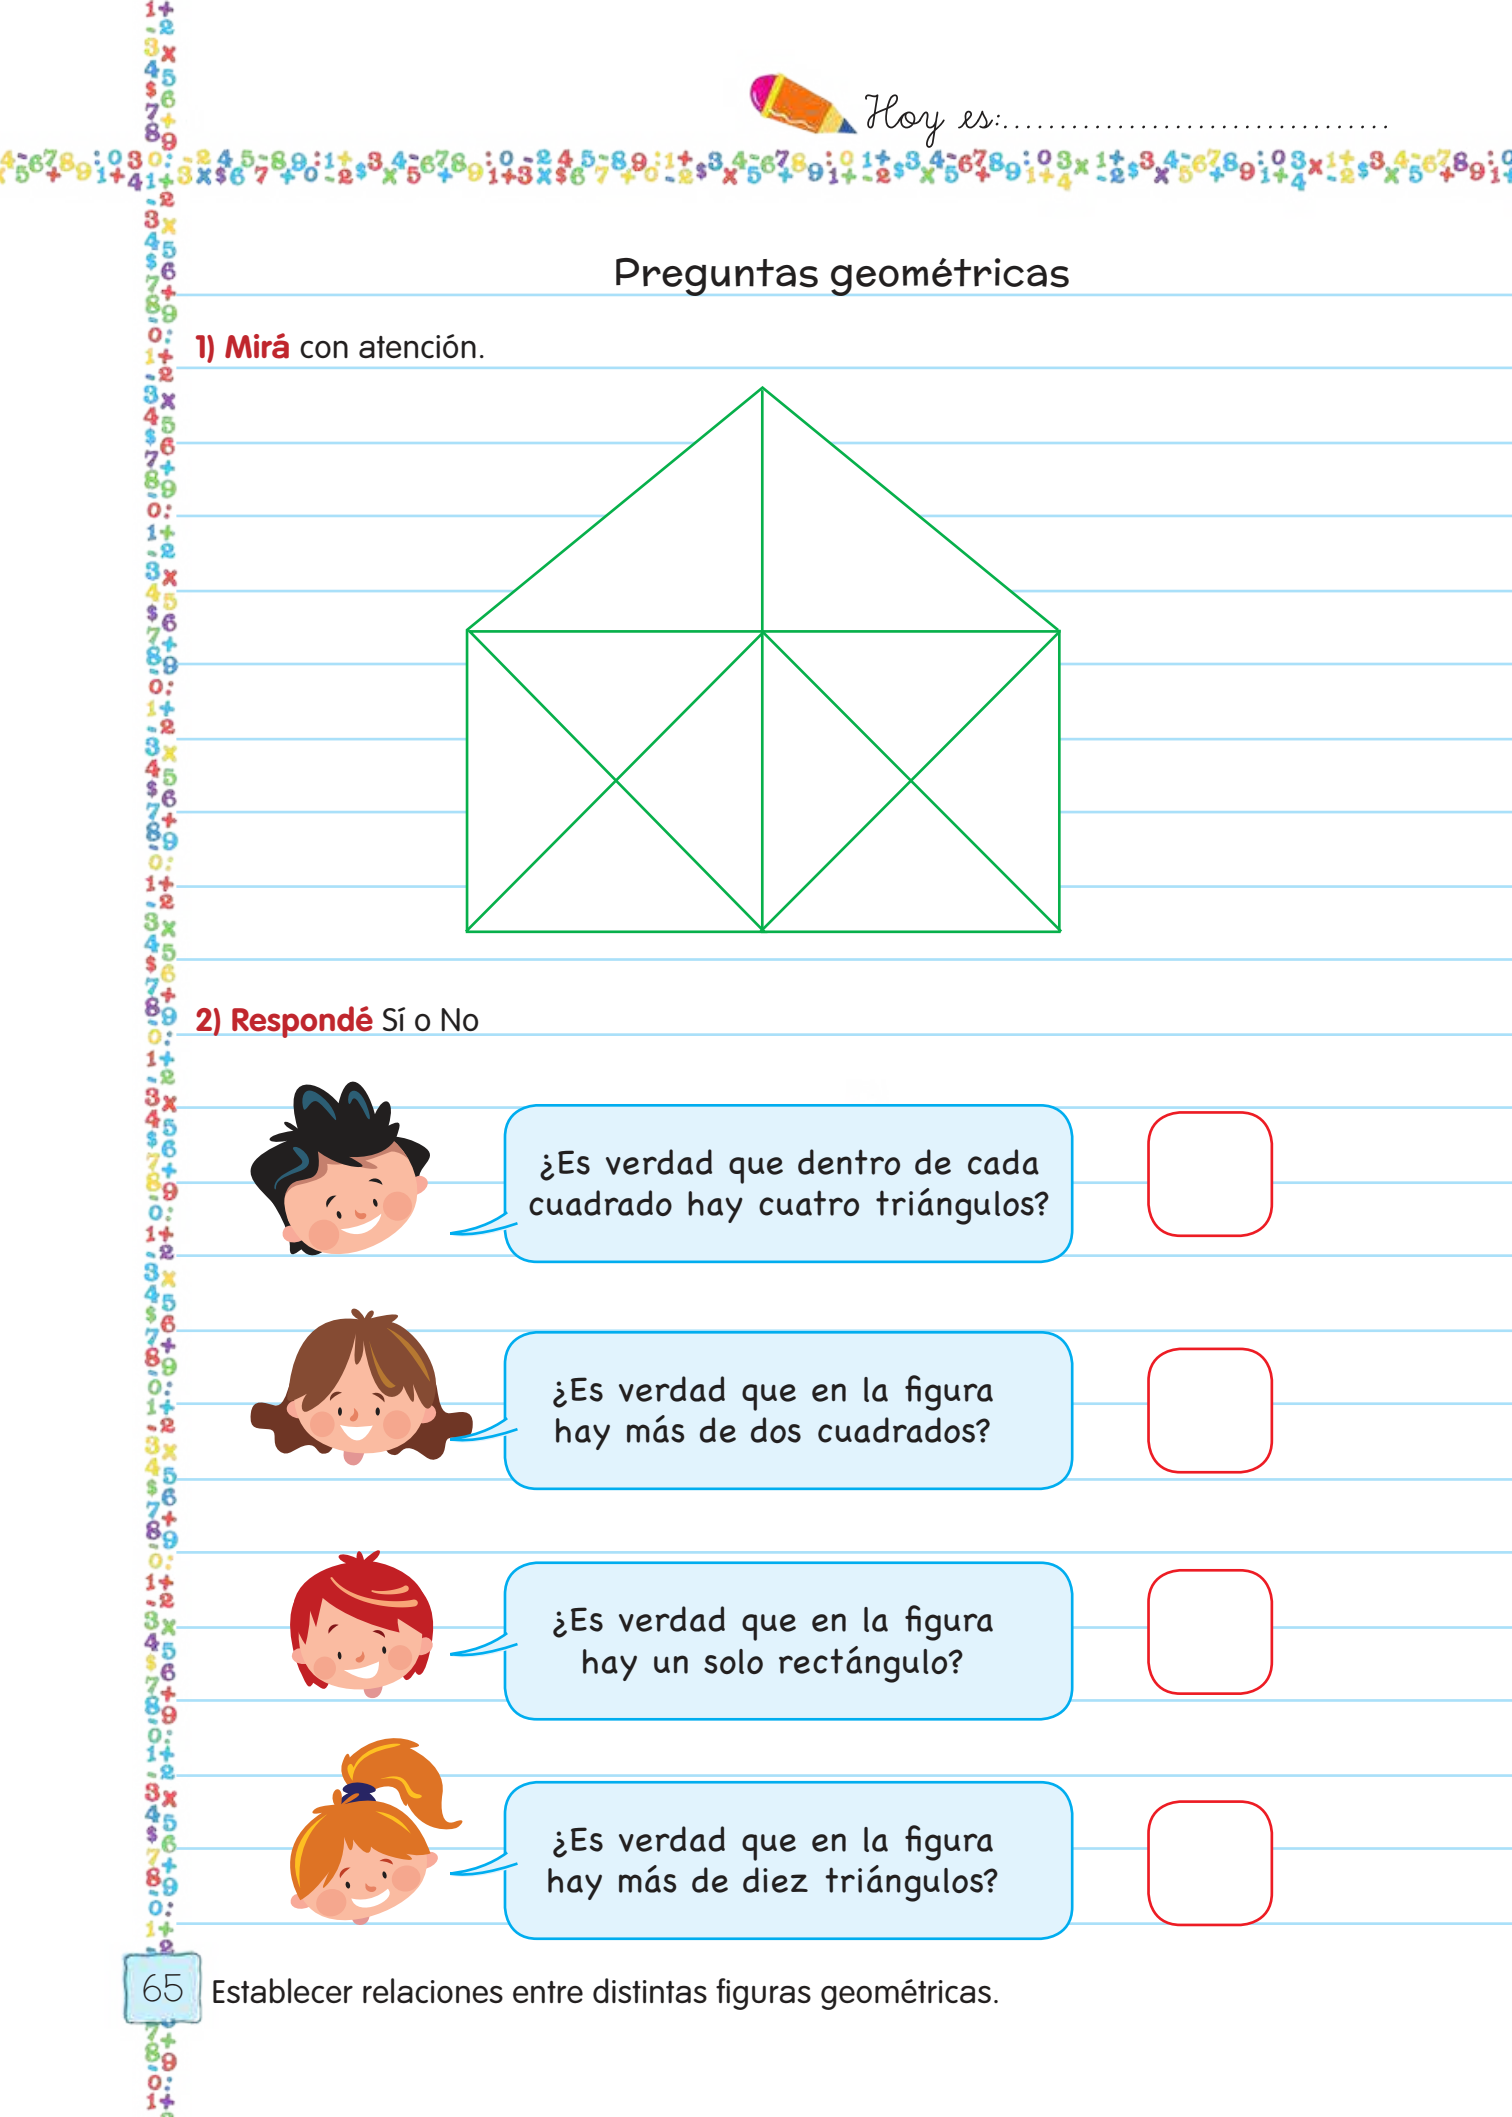 Hoy es:..................................
Preguntas geométricas
1) Mirá con atención.
2) Respondé Sí o No
¿Es verdad que dentro de cada
cuadrado hay cuatro triángulos?
¿Es verdad que en la figura
hay más de dos cuadrados?
¿Es verdad que en la figura
hay un solo rectángulo?
¿Es verdad que en la figura
hay más de diez triángulos?
65 Establecer relaciones entre distintas figuras geométricas.